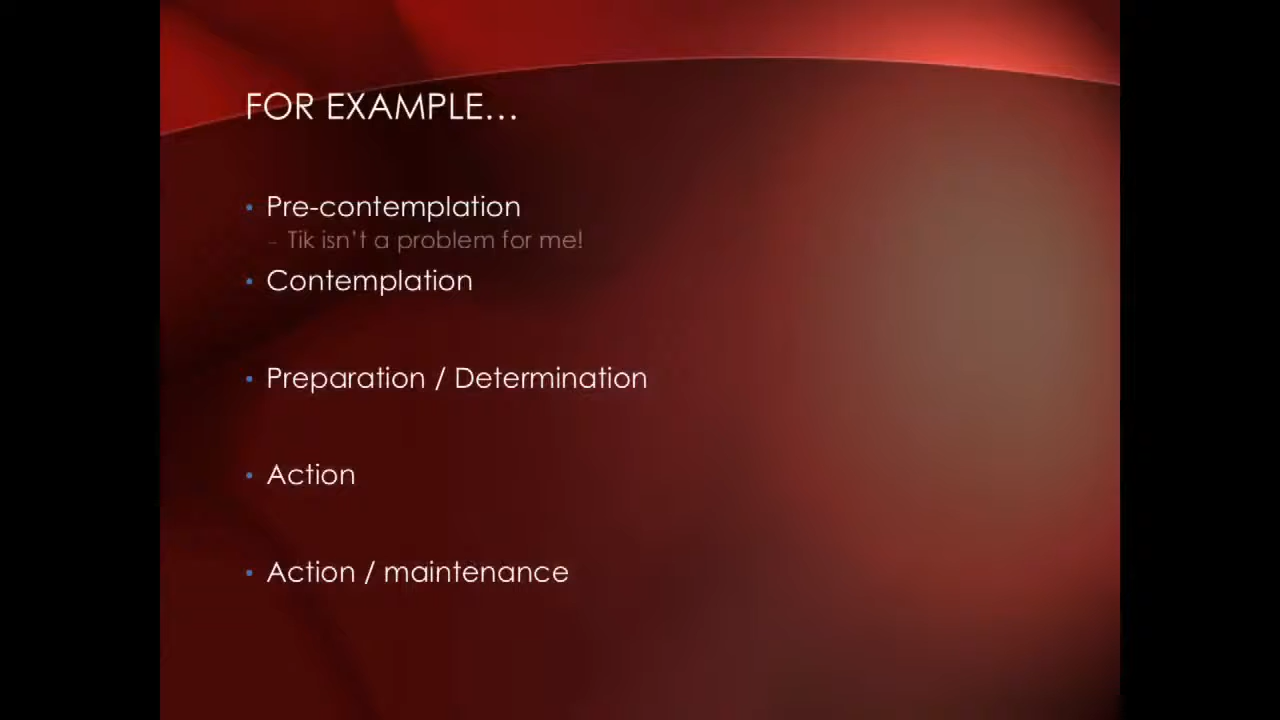 FOR EXAMPLE…
• Pre-contemplation
– Tik isn't a problem for me!
• Contemplation
• Preparation / Determination
• Action
• Action / maintenance